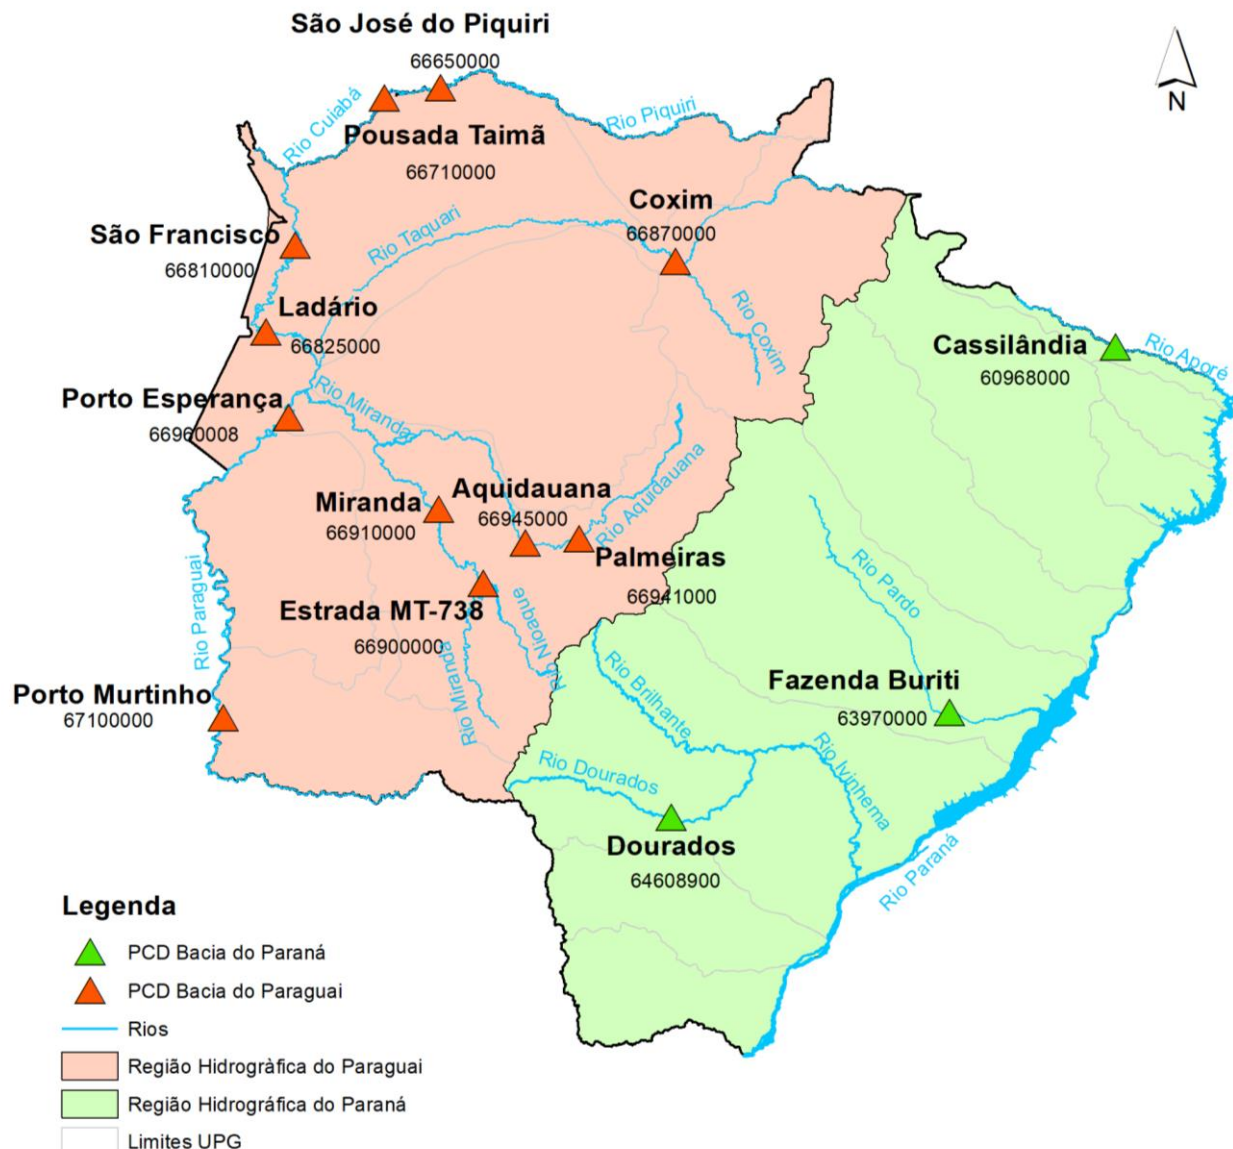 São José do Piquiri
66650000
N
Rio Cuiabá
Rio Piquiri
Pousada Taimã
66710000
Coxim
66870000
São Francisco
66810000
Rio Taquari
Ladário
66825000
Rio Coxim
Cassilândia
60968000
Rio Aporé
Porto Esperança
66960008
Rio Miranda
Miranda
66910000
Aquidauana
66945000
Rio Aquidauana
Palmeiras
66941000
Rio Paraguai
Estrada MT-738
66900000
Rio Nioaque
Rio Miranda
Rio Pardo
Porto Murtinho
67100000
Rio Brilhante
Fazenda Buriti
63970000
Rio Dourados
Rio Ivinhema
Dourados
64608900
Rio Paraná
Legenda
PCD Bacia do Paraná
PCD Bacia do Paraguai
Rios
Região Hidrogràfica do Paraguai
Região Hidrográfica do Paraná
Limites UPG